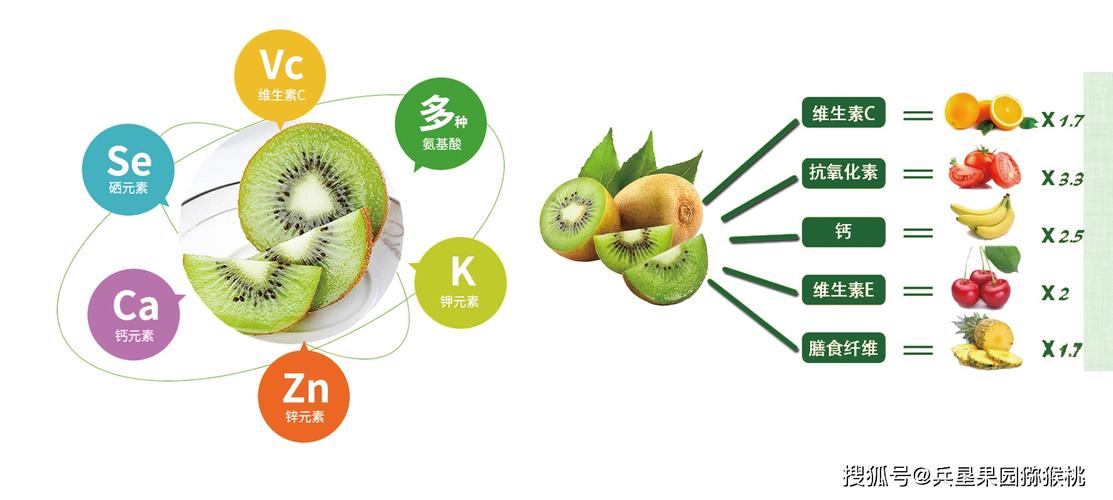 Vc
维生素C
多种
氨基酸
Se
硒元素
K
钾元素
Ca
钙元素
Zn
锌元素
维生素C = X 1.7
抗氧化素 = X 3.3
钙 = X 2.5
维生素E = X 2
膳食纤维 = X 1.7
搜狐号@兵垦果园猕猴桃